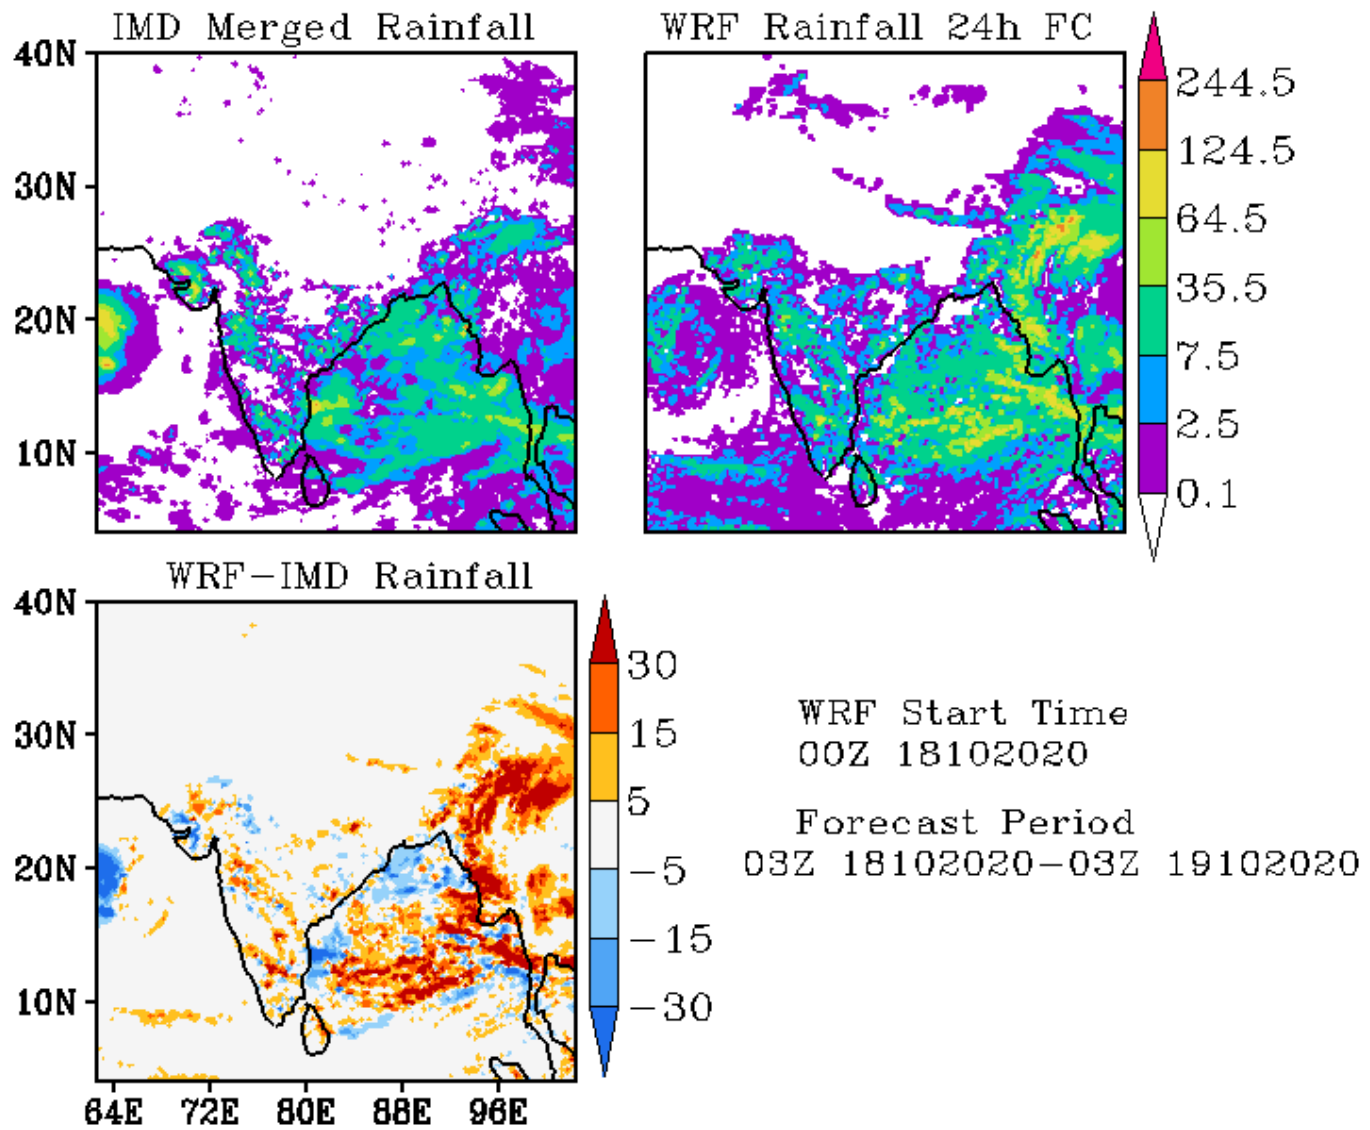 IMD Merged Rainfall
WRF Rainfall 24h FC
40N
30N
20N
10N
244.5
124.5
64.5
35.5
7.5
2.5
0.1
WRF-IMD Rainfall
40N
30N
20N
10N
64E 72E 80E 88E 96E
30
15
5
-5
-15
-30
WRF Start Time
00Z 18102020
Forecast Period
03Z 18102020-03Z 19102020